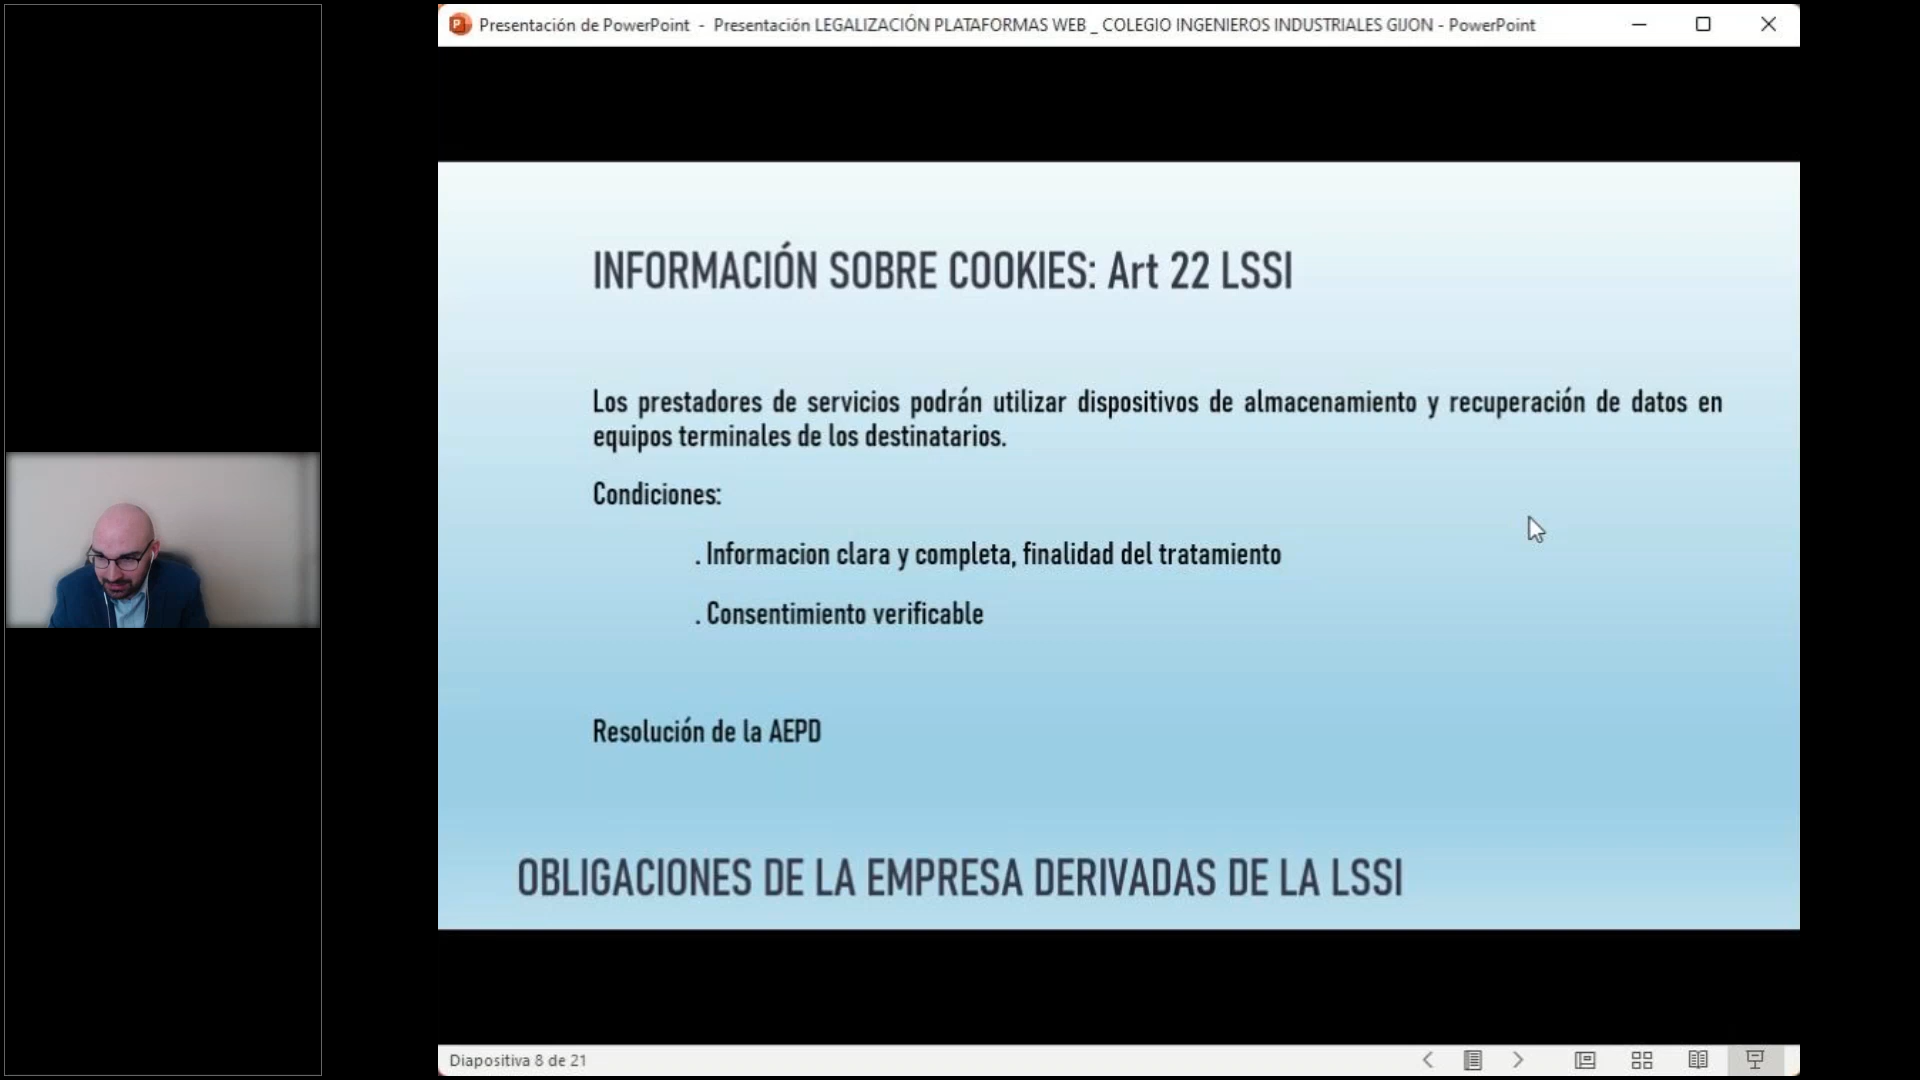 Presentación de PowerPoint - Presentación LEGALIZACIÓN PLATAFORMAS WEB _ COLEGIO INGENIEROS INDUSTRIALES GIJON - PowerPoint
INFORMACIÓN SOBRE COOKIES: Art 22 LSSI
Los prestadores de servicios podrán utilizar dispositivos de almacenamiento y recuperación de datos en
equipos terminales de los destinatarios.
Condiciones:
. Informacion clara y completa, finalidad del tratamiento
. Consentimiento verificable
Resolución de la AEPD
OBLIGACIONES DE LA EMPRESA DERIVADAS DE LA LSSI
Diapositiva 8 de 21